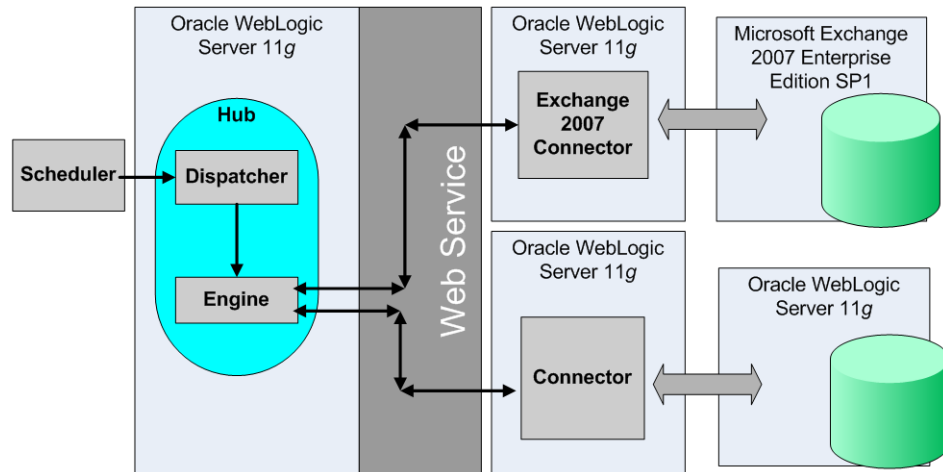 Oracle WebLogic
Server 11g
Hub
Scheduler
Dispatcher
Engine
Web Service
Oracle WebLogic
Server 11g
Exchange
2007
Connector
Microsoft Exchange
2007 Enterprise
Edition SP1
Oracle WebLogic
Server 11g
Connector
Oracle WebLogic
Server 11g